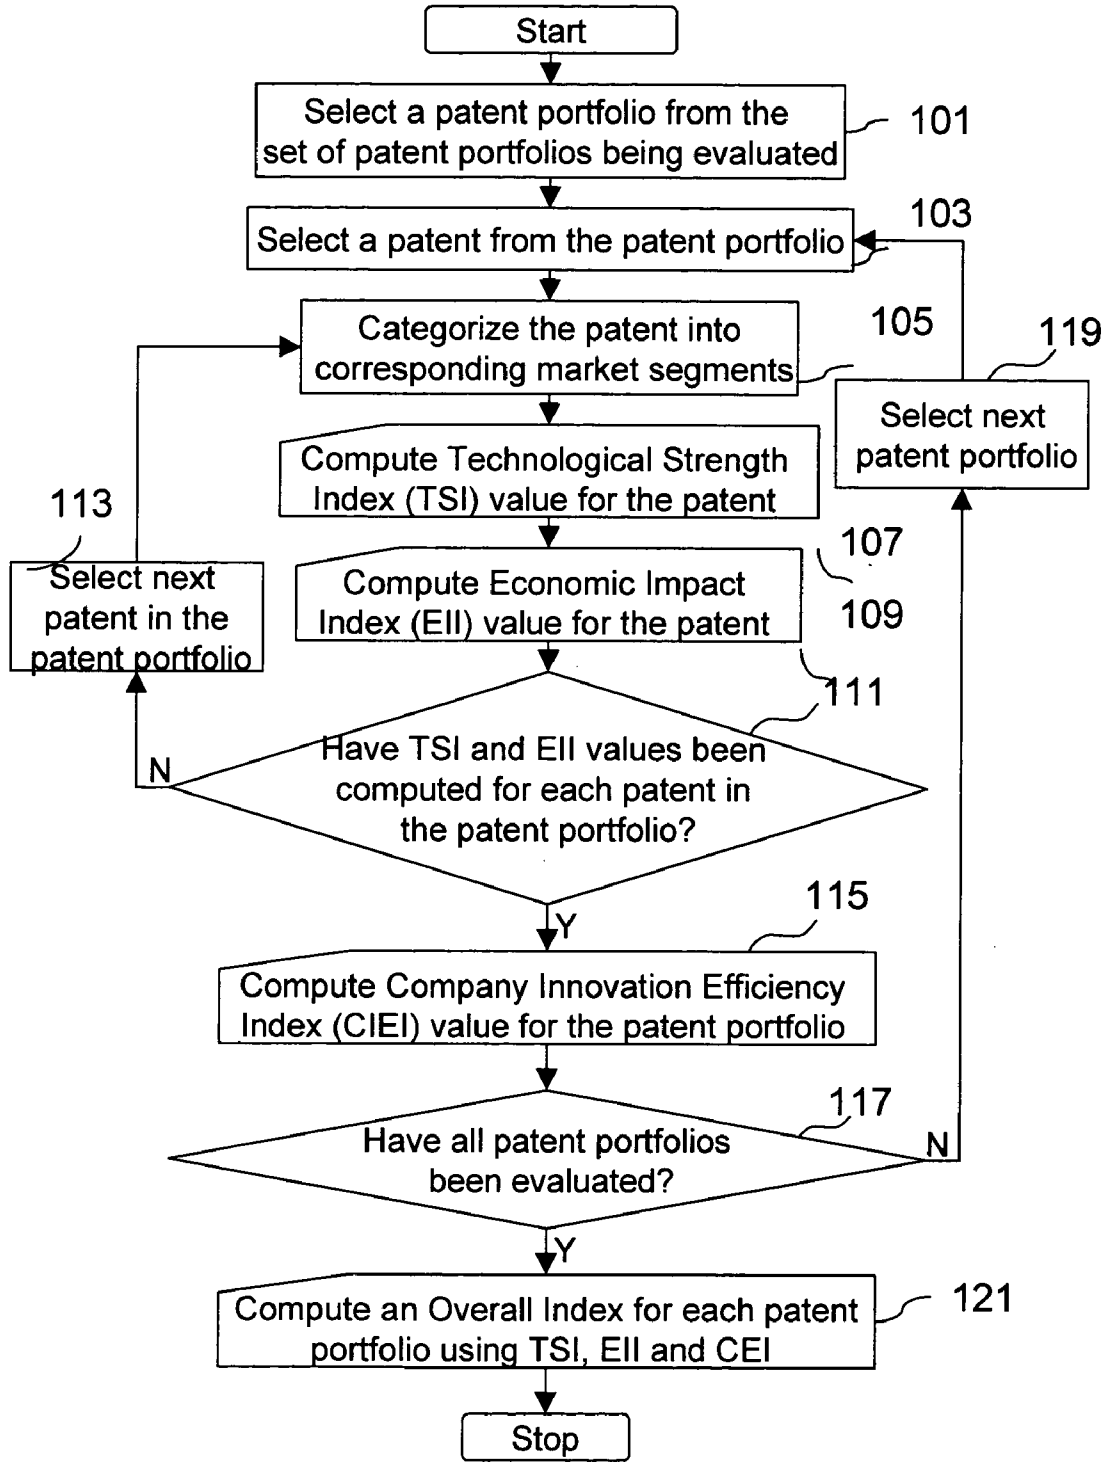 Start
Select a patent portfolio from the
set of patent portfolios being evaluated
101
Select a patent from the patent portfolio
103
Categorize the patent into
corresponding market segments
105
119
Select next
patent portfolio
Compute Technological Strength
Index (TSI) value for the patent
107
113
Select next
patent in the
patent portfolio
Compute Economic Impact
Index (EII) value for the patent
109
111
Have TSI and EII values been
computed for each patent in
the patent portfolio?
N
Y
115
Compute Company Innovation Efficiency
Index (CIEI) value for the patent portfolio
117
Have all patent portfolios
been evaluated?
N
Y
Compute an Overall Index for each patent
portfolio using TSI, EII and CEI
121
Stop